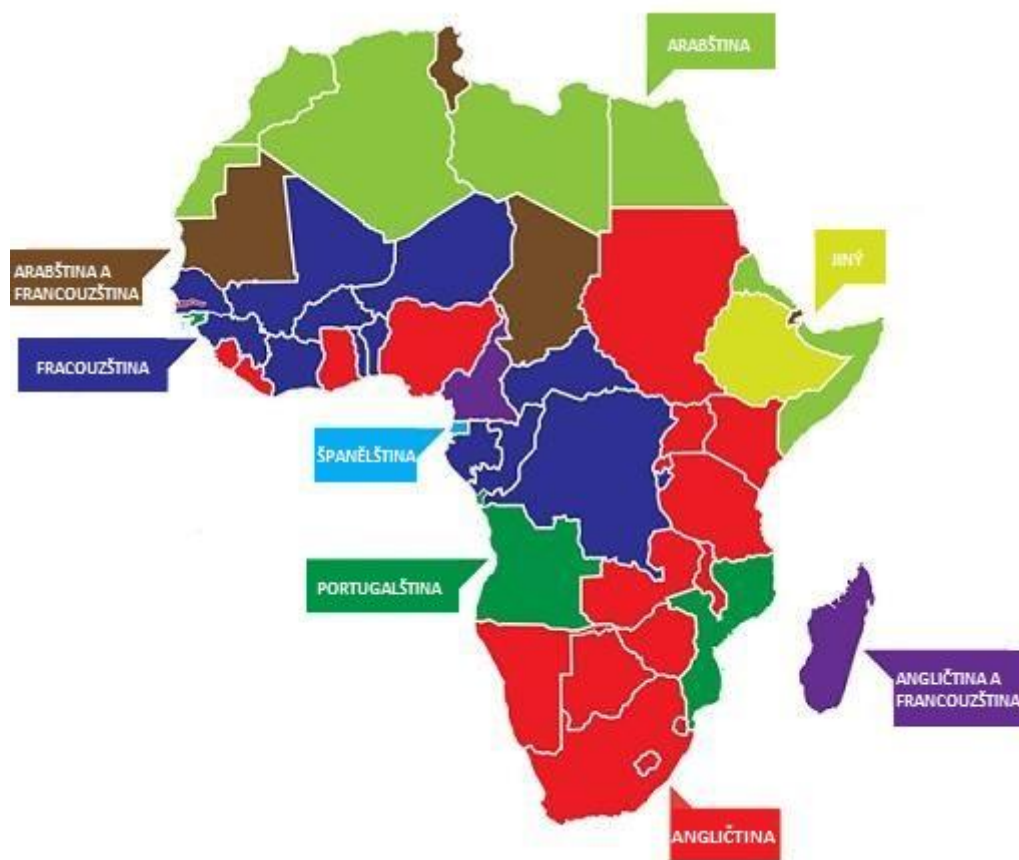 ARABŠTINA
JINÝ
ARABŠTINA A
FRANCOUZŠTINA
FRACOUZŠTINA
ŠPANĚLŠTINA
PORTUGALŠTINA
ANGLIČTINA A
FRANCOUZŠTINA
ANGLIČTINA